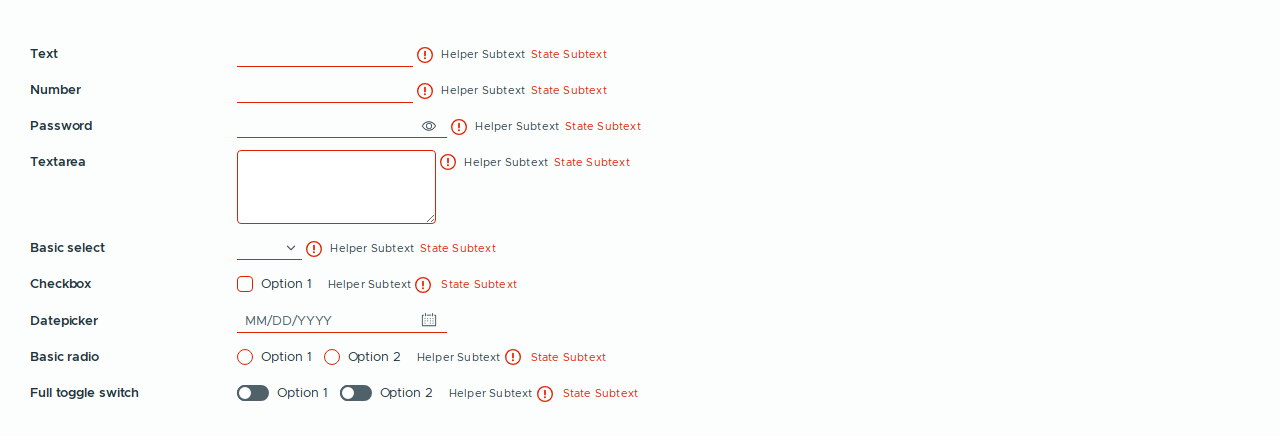 Text Helper Subtext State Subtext
Number Helper Subtext State Subtext
Password Helper Subtext State Subtext
Textarea Helper Subtext State Subtext
Basic select Helper Subtext State Subtext
Checkbox Option 1 Helper Subtext State Subtext
Datepicker MM/DD/YYYY
Basic radio Option 1 Option 2 Helper Subtext State Subtext
Full toggle switch Option 1 Option 2 Helper Subtext State Subtext